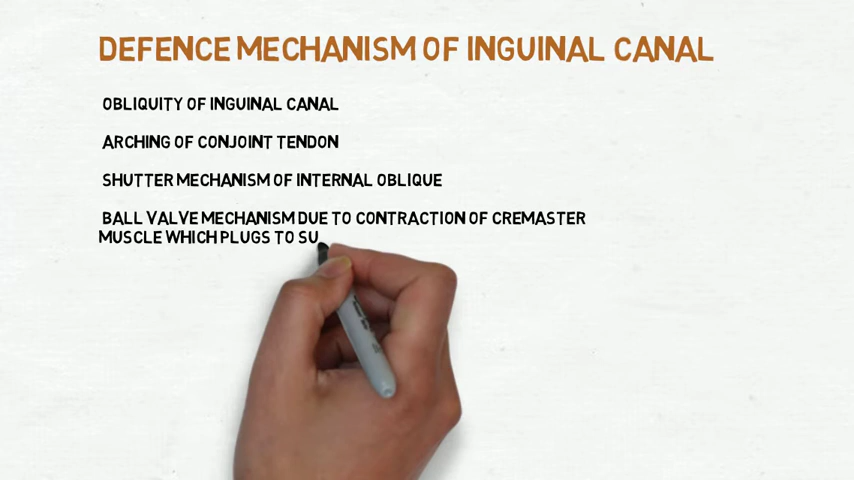 DEFENCE MECHANISM OF INGUINAL CANAL
OBLIQUITY OF INGUINAL CANAL
ARCHING OF CONJOINT TENDON
SHUTTER MECHANISM OF INTERNAL OBLIQUE
BALL VALVE MECHANISM DUE TO CONTRACTION OF CREMASTER
MUSCLE WHICH PLUGS TO SU